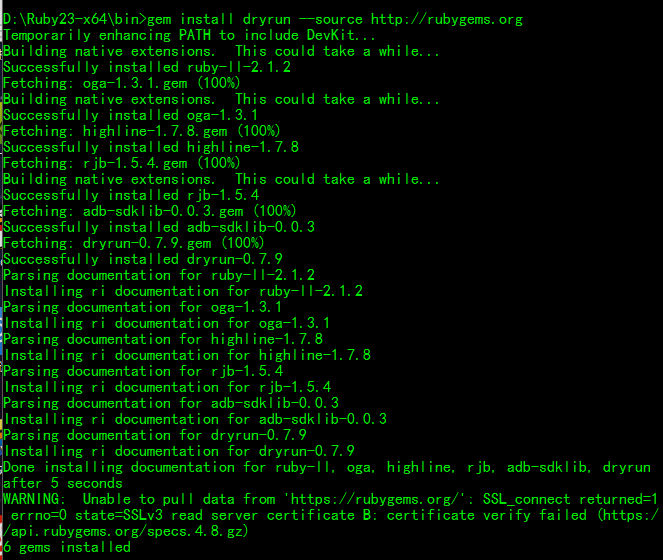 D:\Ruby23-x64\bin>gem install dryrun --source http://rubygems.org
Temporarily enhancing PATH to include DevKit...
Building native extensions.  This could take a while...
Successfully installed ruby-ll-2.1.2
Fetching: oga-1.3.1.gem (100%)
Building native extensions.  This could take a while...
Successfully installed oga-1.3.1
Fetching: highline-1.7.8.gem (100%)
Successfully installed highline-1.7.8
Fetching: rjb-1.5.4.gem (100%)
Building native extensions.  This could take a while...
Successfully installed rjb-1.5.4
Fetching: adb-sdklib-0.0.3.gem (100%)
Successfully installed adb-sdklib-0.0.3
Fetching: dryrun-0.7.9.gem (100%)
Successfully installed dryrun-0.7.9
Parsing documentation for ruby-ll-2.1.2
Installing ri documentation for ruby-ll-2.1.2
Parsing documentation for oga-1.3.1
Installing ri documentation for oga-1.3.1
Parsing documentation for highline-1.7.8
Installing ri documentation for highline-1.7.8
Parsing documentation for rjb-1.5.4
Installing ri documentation for rjb-1.5.4
Parsing documentation for adb-sdklib-0.0.3
Installing ri documentation for adb-sdklib-0.0.3
Parsing documentation for dryrun-0.7.9
Installing ri documentation for dryrun-0.7.9
Done installing documentation for ruby-ll, oga, highline, rjb, adb-sdklib, dryrun
after 5 seconds
WARNING:  Unable to pull data from 'https://rubygems.org/': SSL_connect returned=1
errno=0 state=SSLv3 read server certificate B: certificate verify failed (https:/
/api.rubygems.org/specs.4.8.gz)
6 gems installed